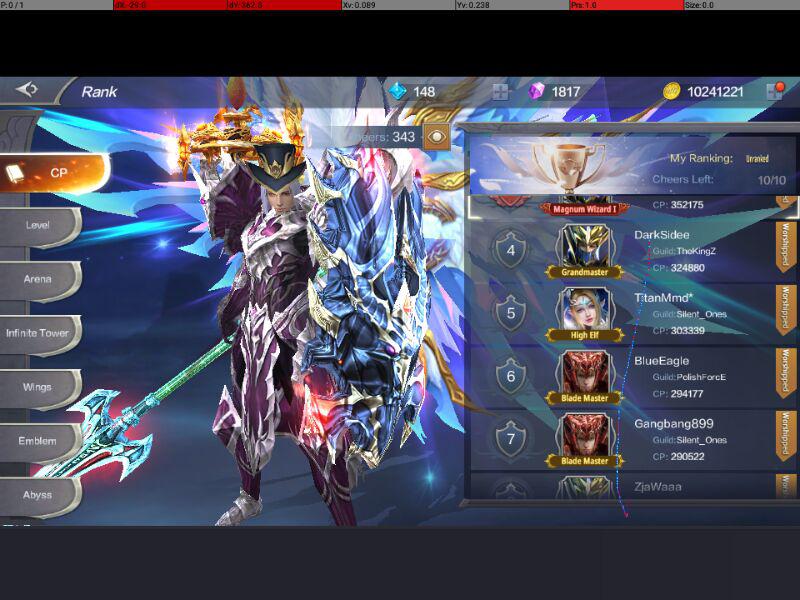 P: 0 / 1
dX: -29.0
dY: 362.8
Xv: 0.089
Yv: 0.238
Prs: 1.0
Size: 0.0
Rank
148
1817
10241221
Cheers: 343
My Ranking: Unranked
Cheers Left: 10/10
CP
Level
Arena
Infinite Tower
Wings
Emblem
Abyss
Magnum Wizard I
CP: 352175
4
Grandmaster
DarkSidee
Guild:TheKingZ
CP: 324880
Worshipped
5
High Elf
TitanMmd*
Guild:Silent_Ones
CP: 303339
Worshipped
6
Blade Master
BlueEagle
Guild:PolishForcE
CP: 294177
Worshipped
7
Blade Master
Gangbang899
Guild:Silent_Ones
CP: 290522
Worshipped
ZjaWaaa